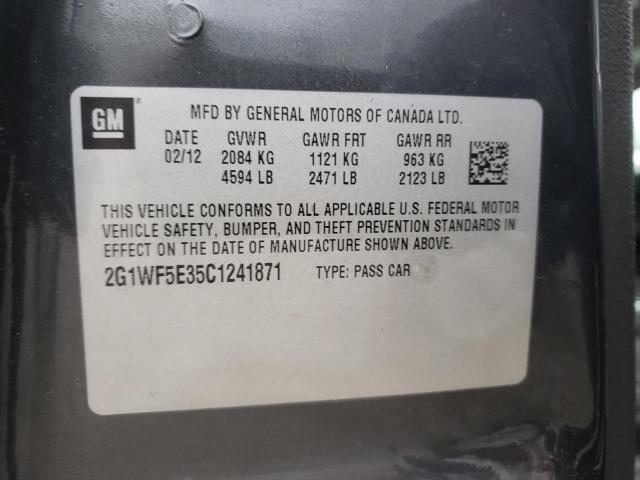 GM ®
MFD BY GENERAL MOTORS OF CANADA LTD.
DATE GVWR GAWR FRT GAWR RR
02/12 2084 KG 1121 KG 963 KG
4594 LB 2471 LB 2123 LB
THIS VEHICLE CONFORMS TO ALL APPLICABLE U.S. FEDERAL MOTOR
VEHICLE SAFETY, BUMPER, AND THEFT PREVENTION STANDARDS IN
EFFECT ON THE DATE OF MANUFACTURE SHOWN ABOVE.
2G1WF5E35C1241871 TYPE: PASS CAR